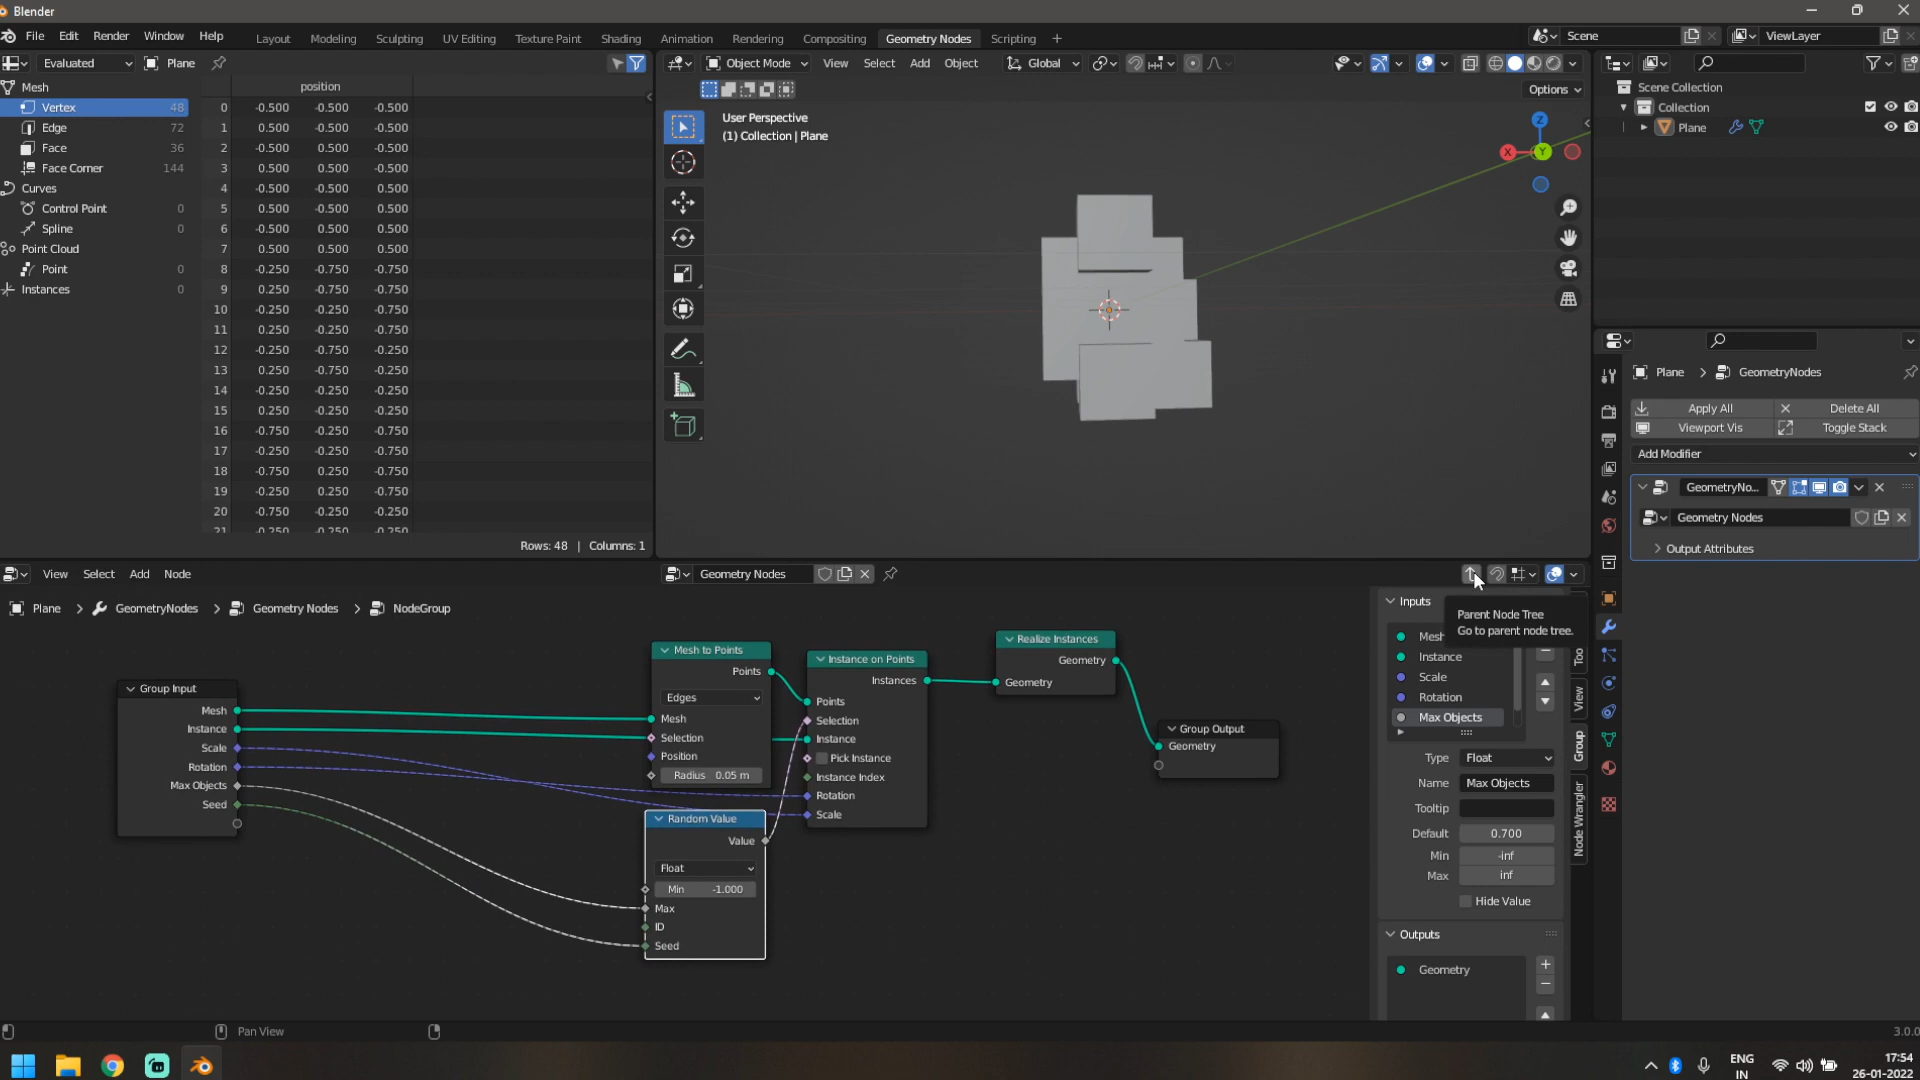 Blender
File Edit Render Window Help
Layout Modeling Sculpting UV Editing Texture Paint Shading Animation Rendering Compositing Geometry Nodes Scripting +
Scene
ViewLayer
Evaluated
Plane
Object Mode View Select Add Object
Global
Options
Mesh
Vertex 48
Edge 72
Face 36
Face Corner 144
Curves
Control Point 0
Spline 0
Point Cloud
Point 0
Instances 0
position
0 -0.500 -0.500 -0.500
1 0.500 -0.500 -0.500
2 -0.500 0.500 -0.500
3 0.500 0.500 -0.500
4 -0.500 -0.500 0.500
5 0.500 -0.500 0.500
6 -0.500 0.500 0.500
7 0.500 0.500 0.500
8 -0.250 -0.750 -0.750
9 0.250 -0.750 -0.750
10 -0.250 -0.250 -0.750
11 0.250 -0.250 -0.750
12 -0.250 -0.750 -0.250
13 0.250 -0.750 -0.250
14 -0.250 -0.250 -0.250
15 0.250 -0.250 -0.250
16 -0.750 -0.250 -0.750
17 -0.250 -0.250 -0.750
18 -0.750 0.250 -0.750
19 -0.250 0.250 -0.750
20 -0.750 -0.250 -0.250
21 -0.250 -0.250 -0.250
Rows: 48 | Columns: 1
User Perspective
(1) Collection | Plane
Z
X
Y
Scene Collection
Collection
Plane
Plane > GeometryNodes
Apply All
Delete All
Viewport Vis
Toggle Stack
Add Modifier
GeometryNo...
Geometry Nodes
Output Attributes
View Select Add Node
Geometry Nodes
Plane > GeometryNodes > Geometry Nodes > NodeGroup
Group Input
Mesh
Instance
Scale
Rotation
Max Objects
Seed
Mesh to Points
Points
Edges
Mesh
Selection
Position
Radius 0.05 m
Random Value
Value
Float
Min -1.000
Max
ID
Seed
Instance on Points
Instances
Points
Selection
Instance
Pick Instance
Instance Index
Rotation
Scale
Realize Instances
Geometry
Geometry
Group Output
Geometry
Inputs
Parent Node Tree
Go to parent node tree.
Mesh
Instance
Scale
Rotation
Max Objects
Type Float
Name Max Objects
Tooltip
Default 0.700
Min -inf
Max inf
Hide Value
Outputs
Geometry
Too
View
Group
Node Wrangler
Pan View
3.0.0
ENG
IN
17:54
26-01-2022